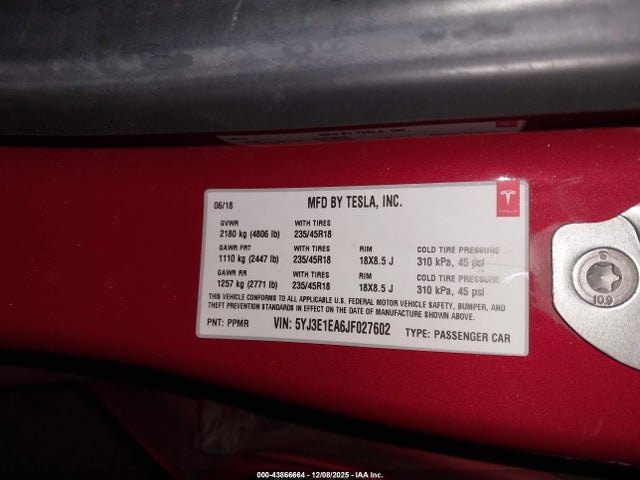 MFD BY TESLA, INC.
06/18 MFD BY TESLA, INC.
TESLA
GVWR WITH TIRES
2180 kg (4806 lb) 235/45R18
GAWR FRT WITH TIRES RIM COLD TIRE PRESSURE
1110 kg (2447 lb) 235/45R18 18X8.5 J 310 kPa, 45 psi
GAWR RR WITH TIRES RIM COLD TIRE PRESSURE
1257 kg (2771 lb) 235/45R18 18X8.5 J 310 kPa, 45 psi
THIS VEHICLE CONFORMS TO ALL APPLICABLE U.S. FEDERAL MOTOR VEHICLE SAFETY, BUMPER, AND
THEFT PREVENTION STANDARDS IN EFFECT ON THE DATE OF MANUFACTURE SHOWN ABOVE.
PNT: PPMR VIN: 5YJ3E1EA6JF027602 TYPE: PASSENGER CAR
10.9
000-43866664 - 12/08/2025 - IAA Inc.